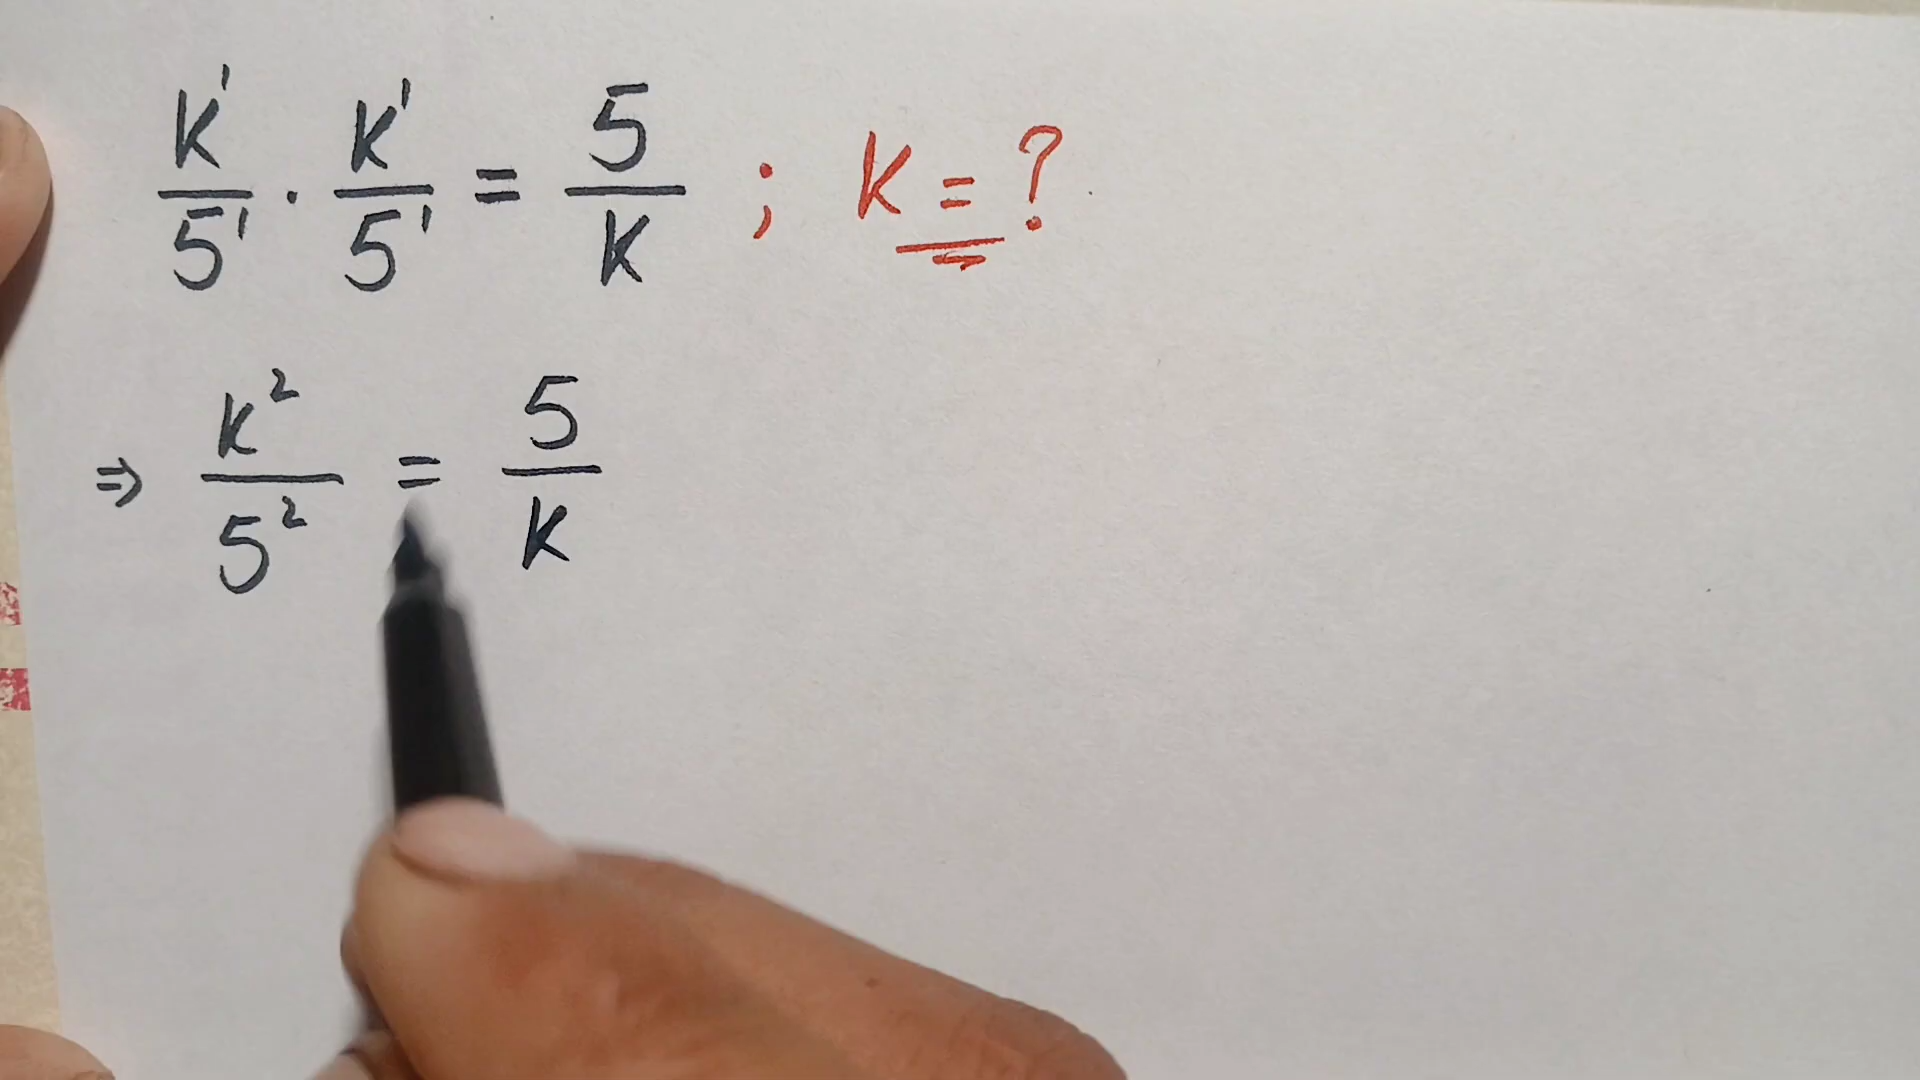 K¹/5¹ · K¹/5¹ = 5/K ; K = ?
⇒ K²/5² = 5/K